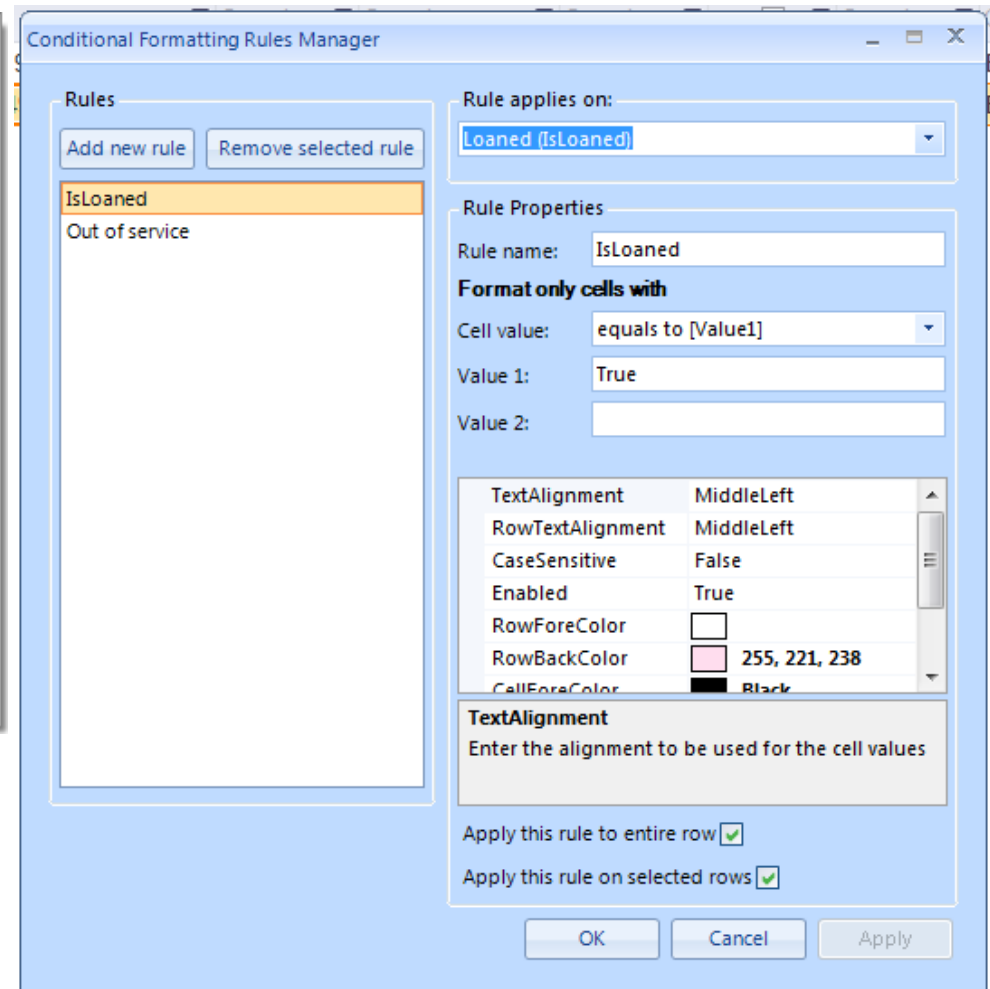 Conditional Formatting Rules Manager
Rules
Add new rule Remove selected rule
IsLoaned
Out of service
Rule applies on:
Loaned (IsLoaned)
Rule Properties
Rule name: IsLoaned
Format only cells with
Cell value: equals to [Value1]
Value 1: True
Value 2:
TextAlignment MiddleLeft
RowTextAlignment MiddleLeft
CaseSensitive False
Enabled True
RowForeColor
RowBackColor 255, 221, 238
CellForeColor Black
TextAlignment
Enter the alignment to be used for the cell values
Apply this rule to entire row
Apply this rule on selected rows
OK Cancel Apply